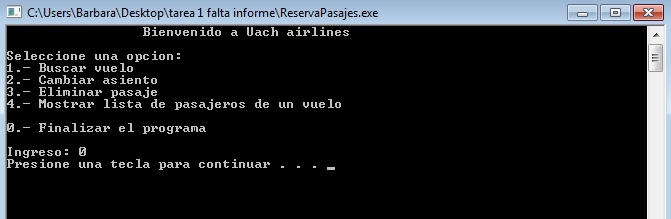 C:\Users\Barbara\Desktop\tarea 1 falta informe\ReservaPasajes.exe
Bienvenido a Uach airlines
Seleccione una opcion:
1.- Buscar vuelo
2.- Cambiar asiento
3.- Eliminar pasaje
4.- Mostrar lista de pasajeros de un vuelo
0.- Finalizar el programa
Ingreso: 0
Presione una tecla para continuar . . . _